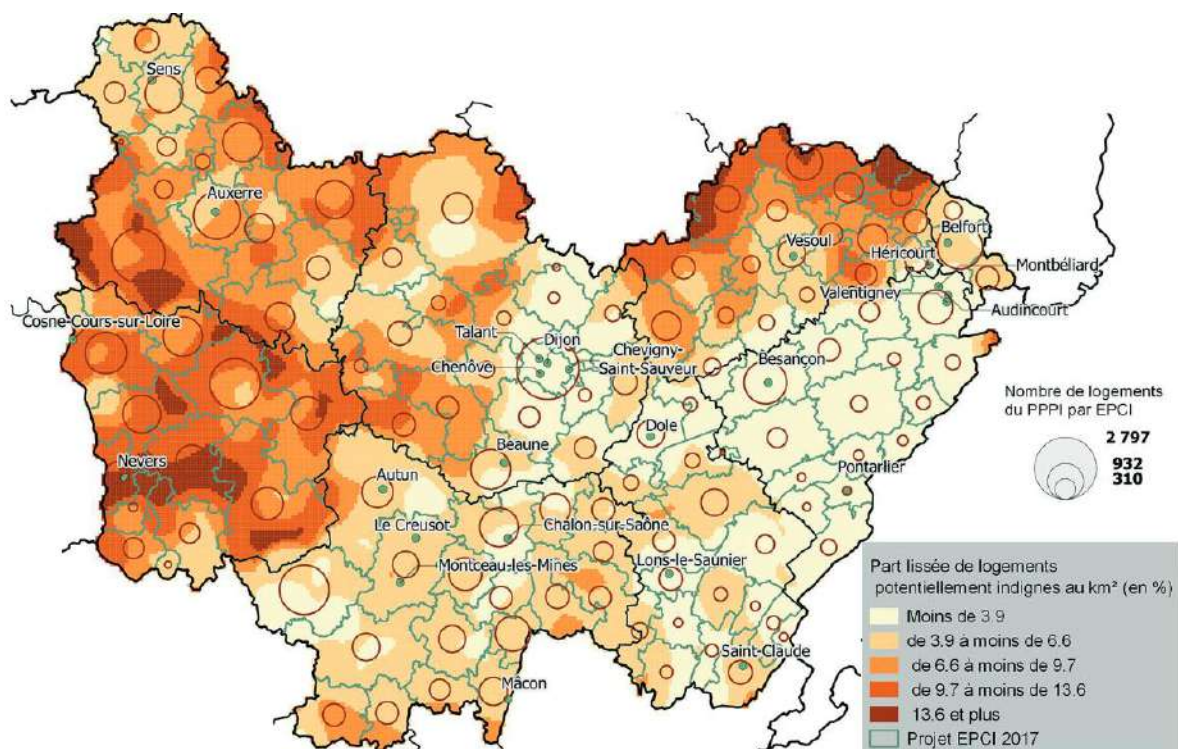 Sens
Auxerre
Vesoul
Belfort
Héricourt
Montbéliard
Valentigney
Audincourt
Cosne-Cours-sur-Loire
Talant
Dijon
Chevigny-
Saint-Sauveur
Chenôve
Besançon
Dole
Beaune
Nevers
Autun
Pontarlier
Le Creusot
Chalon-sur-Saône
Montceau-les-Mines
Lons-le-Saunier
Saint-Claude
Mâcon
Nombre de logements
du PPPI par EPCI
2 797
932
310
Part lissée de logements
potentiellement indignes au km² (en %)
Moins de 3.9
de 3.9 à moins de 6.6
de 6.6 à moins de 9.7
de 9.7 à moins de 13.6
13.6 et plus
Projet EPCI 2017